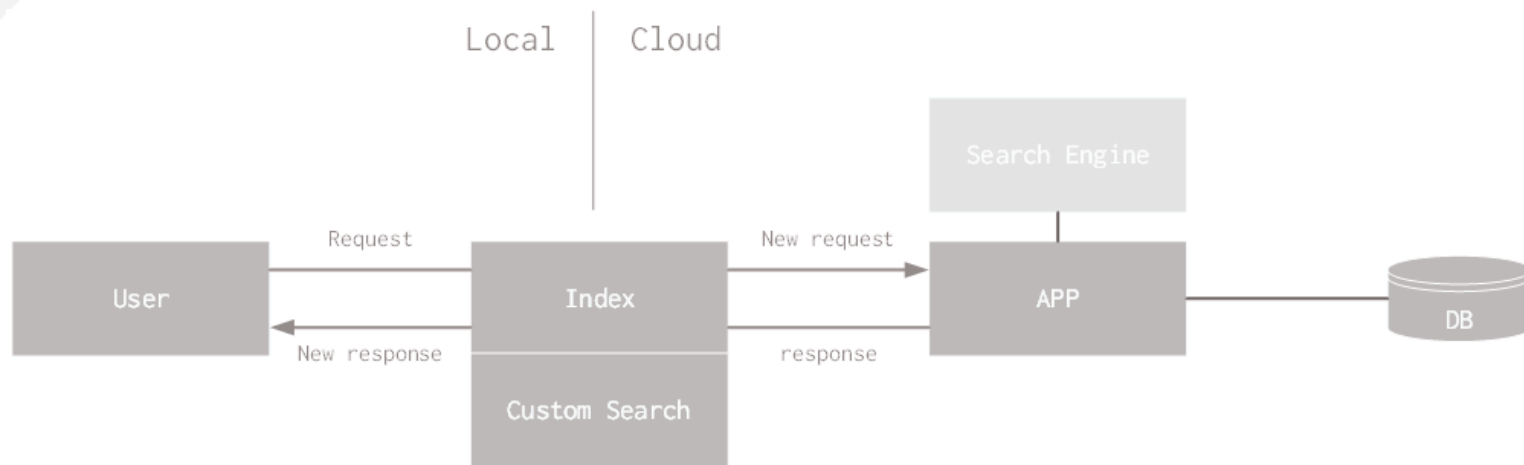 Local
Cloud
Search Engine
Request
New request
User
Index
APP
DB
New response
response
Custom Search